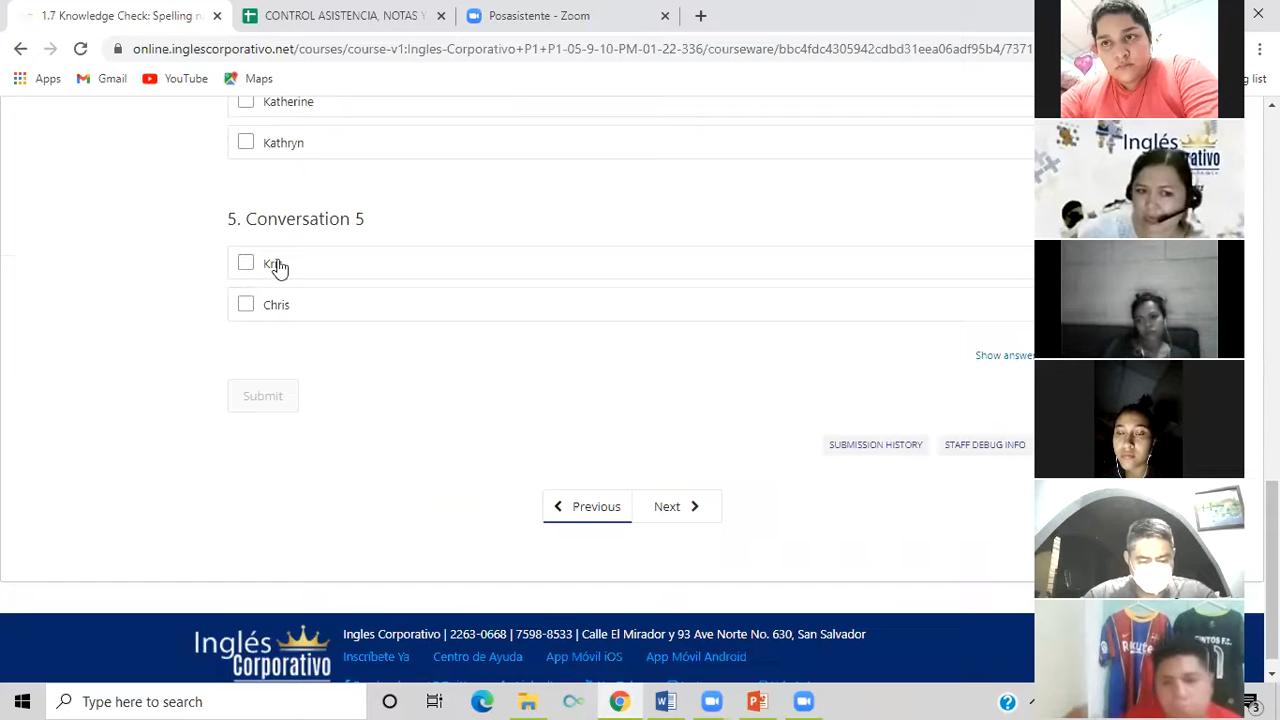 1.7 Knowledge Check: Spelling n
CONTROL ASISTENCIA, NOTAS Y
Posasistente - Zoom
online.inglescorporativo.net/courses/course-v1:Ingles-Corporativo+P1+P1-05-9-10-PM-01-22-336/courseware/bbc4fdc4305942cdbd31eea06adf95b4/7371
Apps
Gmail
YouTube
Maps
ng list
Katherine
Kathryn
5. Conversation 5
Chris
Show answe
Submit
SUBMISSION HISTORY
STAFF DEBUG INFO
Previous
Next
Inglés
Corporativo
Ingles Corporativo | 2263-0668 | 7598-8533 | Calle El Mirador y 93 Ave Norte No. 630, San Salvador
Inscríbete Ya
Centro de Ayuda
App Móvil iOS
App Móvil Android
Type here to search
Inglés
rativo